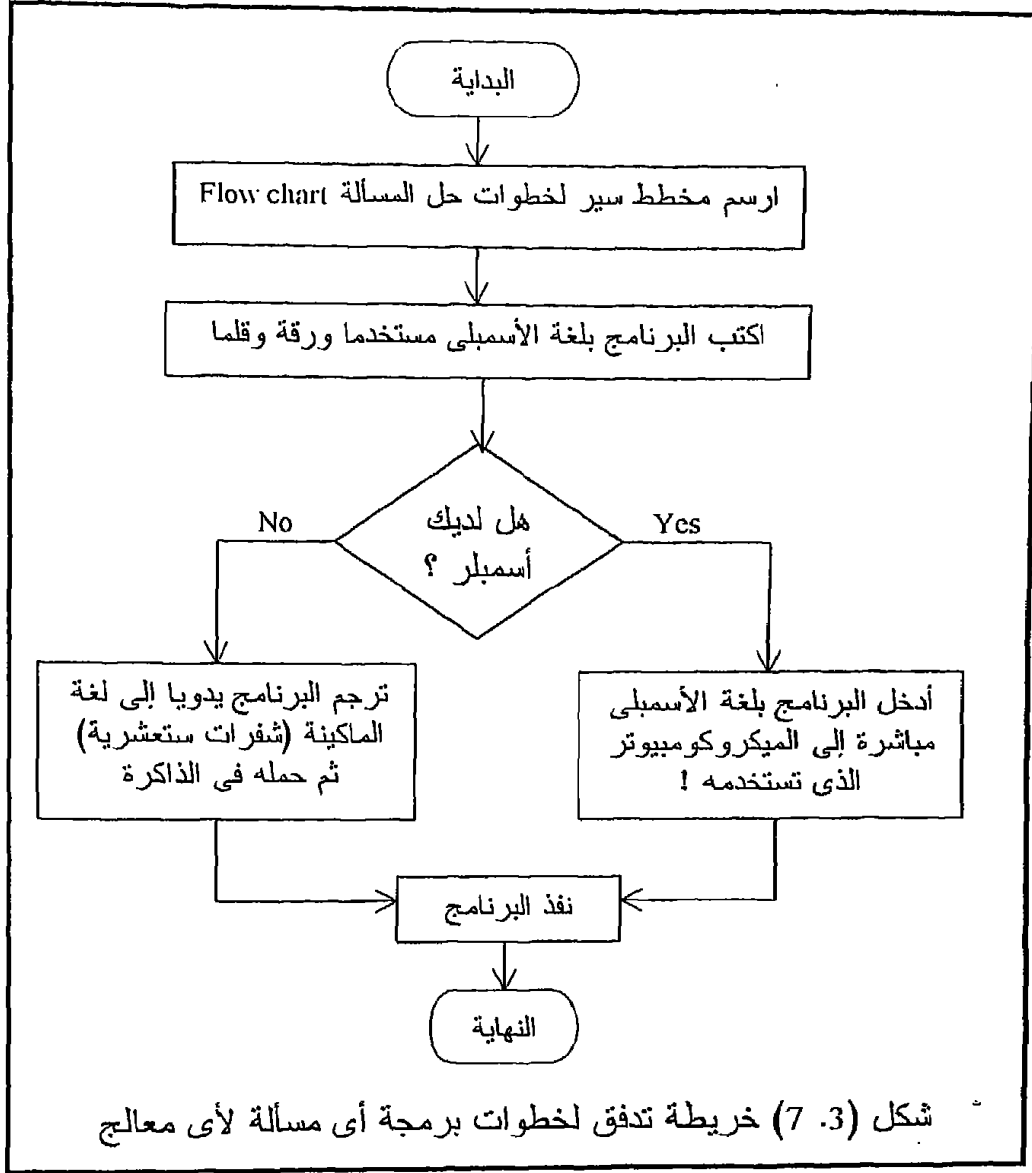 البداية
ارسم مخطط سير لخطوات حل المسألة Flow chart
اكتب البرنامج بلغة الأسمبلى مستخدما ورقة وقلما
هل لديك
أسمبلر ؟
Yes
No
أدخل البرنامج بلغة الأسمبلى
مباشرة إلى الميكروكومبيوتر
الذى تستخدمه !
ترجم البرنامج يدويا إلى لغة
الماكينة (شفرات ستعشرية)
ثم حمله فى الذاكرة
نفذ البرنامج
النهاية
شكل (3. 7) خريطة تدفق لخطوات برمجة أى مسألة لأى معالج